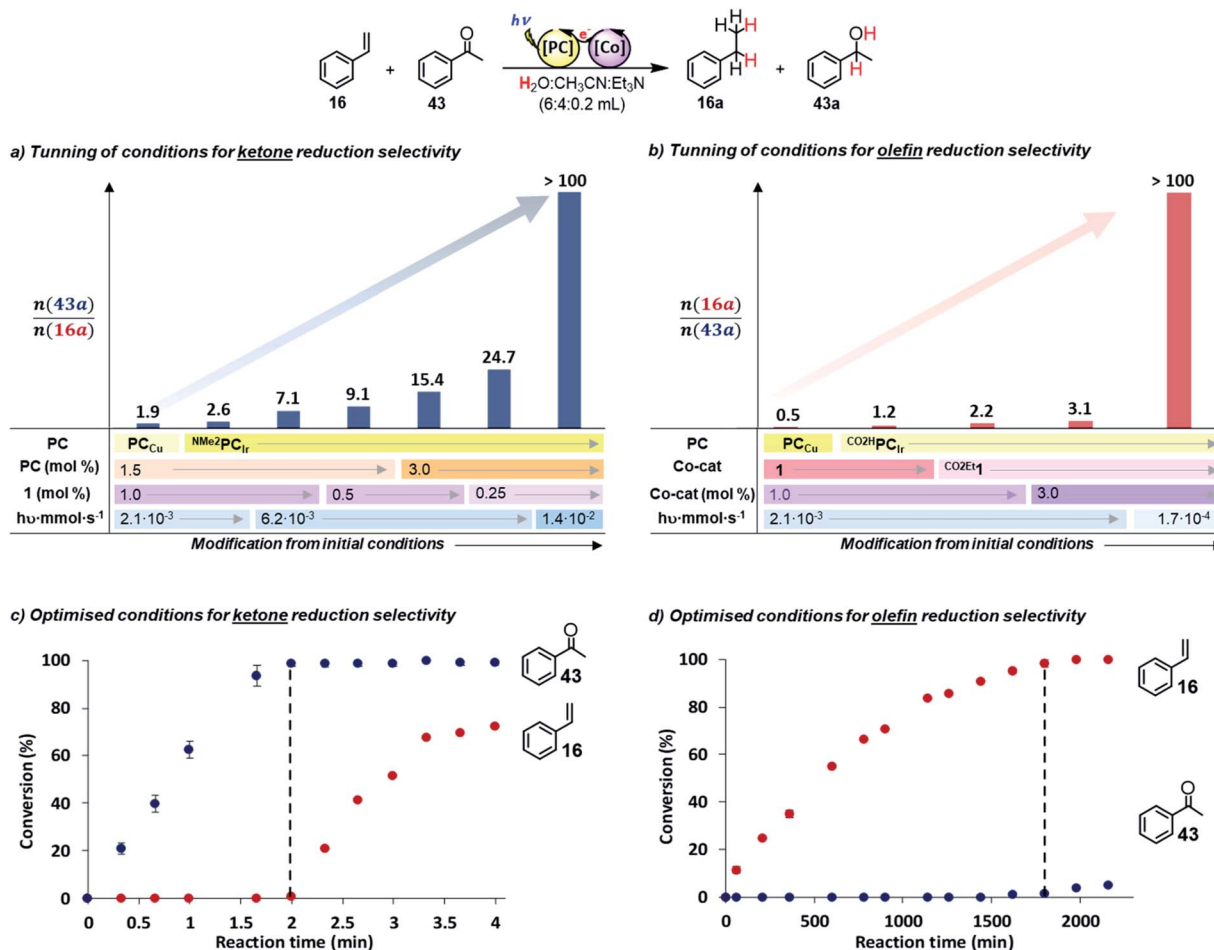 hν
[PC] e⁻ [Co]
16 + 43 H₂O:CH₃CN:Et₃N 16a + 43a
(6:4:0.2 mL)
O
H
H
H
H
H
OH
H
a) Tunning of conditions for ketone reduction selectivity
n(43a)
n(16a)
1.9
2.6
7.1
9.1
15.4
24.7
> 100
PC PC_Cu ^NMe2PC_Ir
PC (mol %) 1.5 3.0
1 (mol %) 1.0 0.5 0.25
hυ·mmol·s⁻¹ 2.1·10⁻³ 6.2·10⁻³ 1.4·10⁻²
Modification from initial conditions
b) Tunning of conditions for olefin reduction selectivity
n(16a)
n(43a)
0.5
1.2
2.2
3.1
> 100
PC PC_Cu ^CO2HPC_Ir
Co-cat 1 ^CO2Et1
Co-cat (mol %) 1.0 3.0
hυ·mmol·s⁻¹ 2.1·10⁻³ 1.7·10⁻⁴
Modification from initial conditions
c) Optimised conditions for ketone reduction selectivity
Conversion (%)
100
80
60
40
20
0
0 0.5 1 1.5 2 2.5 3 3.5 4
Reaction time (min)
O
43
16
d) Optimised conditions for olefin reduction selectivity
Conversion (%)
100
80
60
40
20
0
0 500 1000 1500 2000
Reaction time (min)
16
O
43